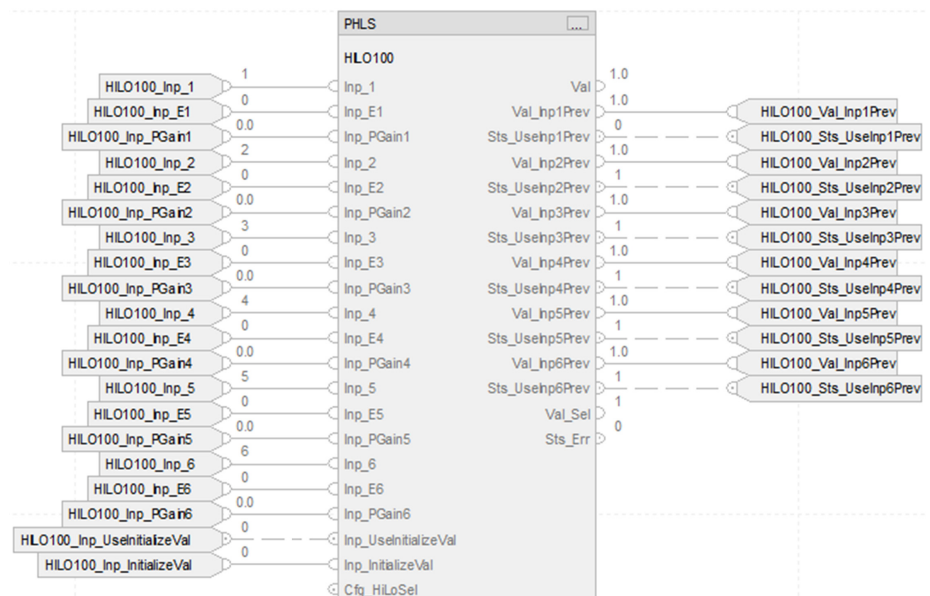 PHLS ...
HILO100
1 1.0
HILO100_Inp_1 Inp_1 Val
0 1.0
HILO100_Inp_E1 Inp_E1 Val_Inp1Prev HILO100_Val_Inp1Prev
0.0 0
HILO100_Inp_PGain1 Inp_PGain1 Sts_UseInp1Prev HILO100_Sts_UseInp1Prev
2 1.0
HILO100_Inp_2 Inp_2 Val_Inp2Prev HILO100_Val_Inp2Prev
0 1
HILO100_Inp_E2 Inp_E2 Sts_UseInp2Prev HILO100_Sts_UseInp2Prev
0.0 1.0
HILO100_Inp_PGain2 Inp_PGain2 Val_Inp3Prev HILO100_Val_Inp3Prev
3 1
HILO100_Inp_3 Inp_3 Sts_UseInp3Prev HILO100_Sts_UseInp3Prev
0 1.0
HILO100_Inp_E3 Inp_E3 Val_Inp4Prev HILO100_Val_Inp4Prev
0.0 1
HILO100_Inp_PGain3 Inp_PGain3 Sts_UseInp4Prev HILO100_Sts_UseInp4Prev
4 1.0
HILO100_Inp_4 Inp_4 Val_Inp5Prev HILO100_Val_Inp5Prev
0 1
HILO100_Inp_E4 Inp_E4 Sts_UseInp5Prev HILO100_Sts_UseInp5Prev
0.0 1.0
HILO100_Inp_PGain4 Inp_PGain4 Val_Inp6Prev HILO100_Val_Inp6Prev
5 1
HILO100_Inp_5 Inp_5 Sts_UseInp6Prev HILO100_Sts_UseInp6Prev
0 1
HILO100_Inp_E5 Inp_E5 Val_Sel
0.0 0
HILO100_Inp_PGain5 Inp_PGain5 Sts_Err
6
HILO100_Inp_6 Inp_6
0
HILO100_Inp_E6 Inp_E6
0.0
HILO100_Inp_PGain6 Inp_PGain6
0
HILO100_Inp_UseInitializeVal Inp_UseInitializeVal
0
HILO100_Inp_InitializeVal Inp_InitializeVal
Cfg_HiLoSel